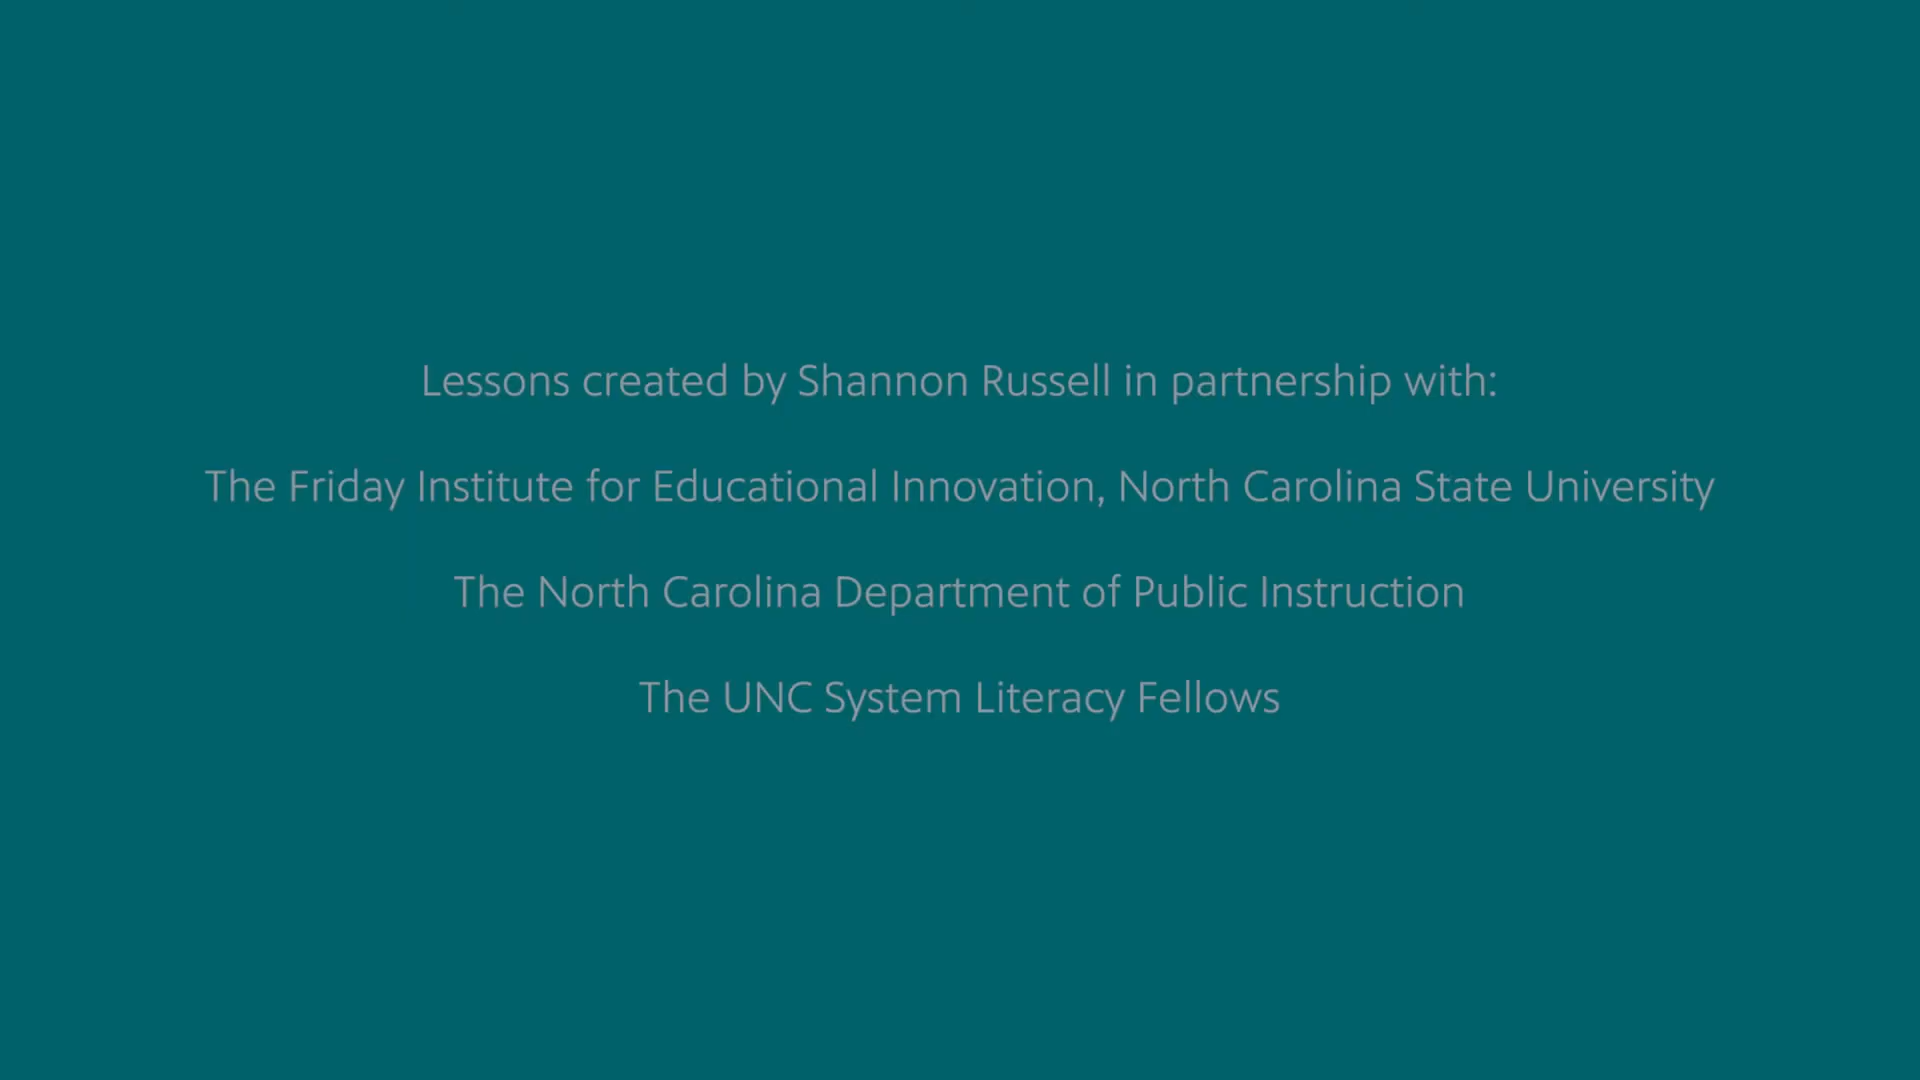 Lessons created by Shannon Russell in partnership with:
The Friday Institute for Educational Innovation, North Carolina State University
The North Carolina Department of Public Instruction
The UNC System Literacy Fellows